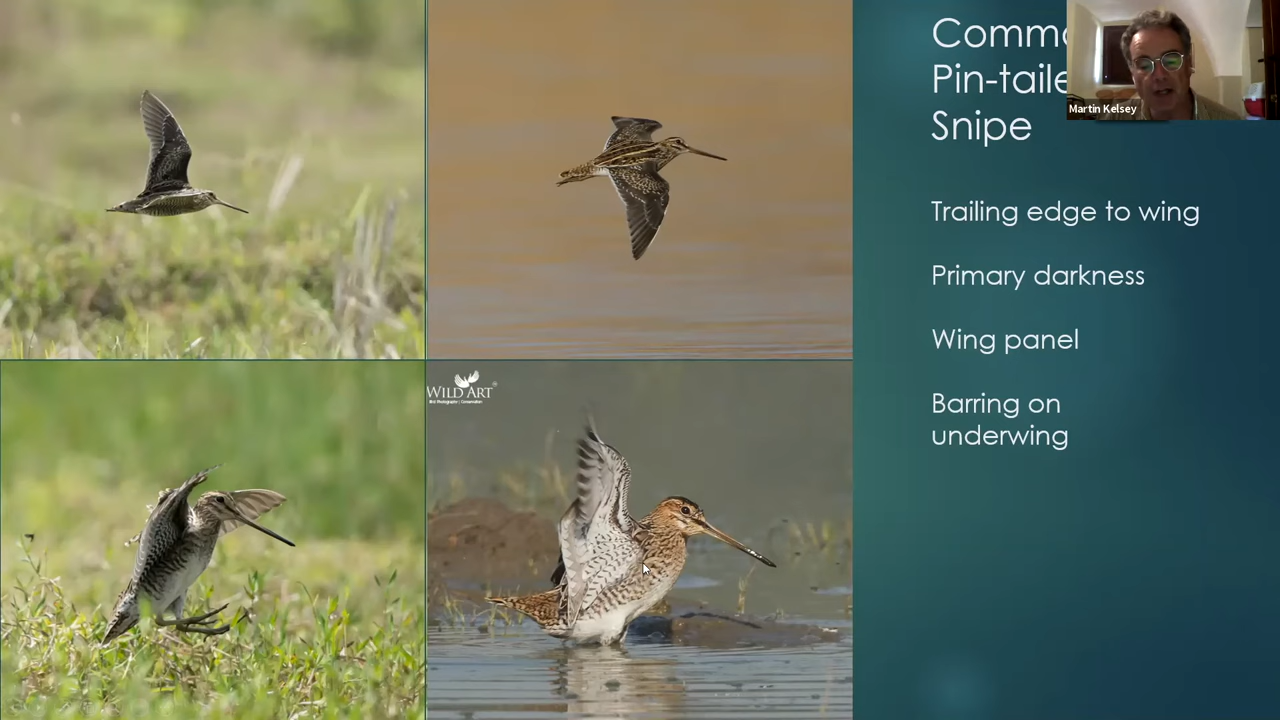 Comm
Pin-taile
Snipe
Martin Kelsey
Trailing edge to wing
Primary darkness
Wing panel
Barring on
underwing
WILD ART